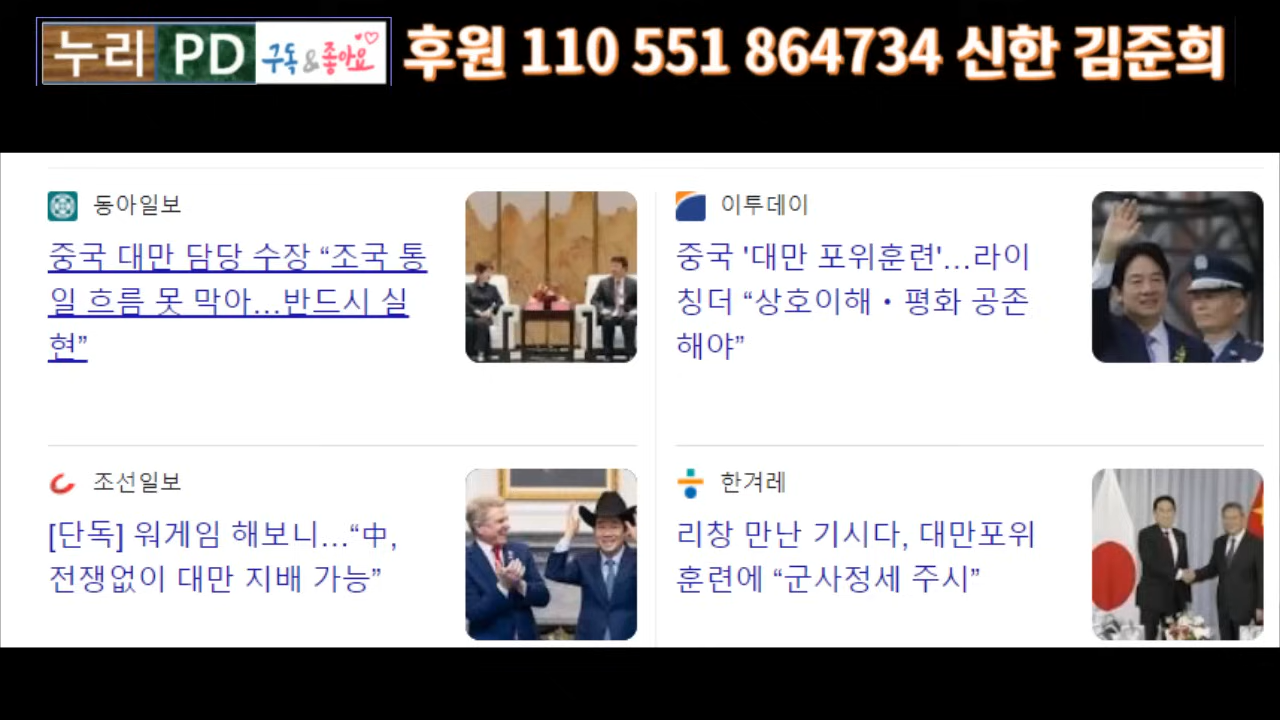 누리 PD 구독&좋아요 후원 110 551 864734 신한 김준희
동아일보
중국 대만 담당 수장 “조국 통
일 흐름 못 막아…반드시 실
현”
이투데이
중국 '대만 포위훈련'…라이
칭더 “상호이해·평화 공존
해야”
조선일보
[단독] 워게임 해보니…“中,
전쟁없이 대만 지배 가능”
한겨레
리창 만난 기시다, 대만포위
훈련에 “군사정세 주시”